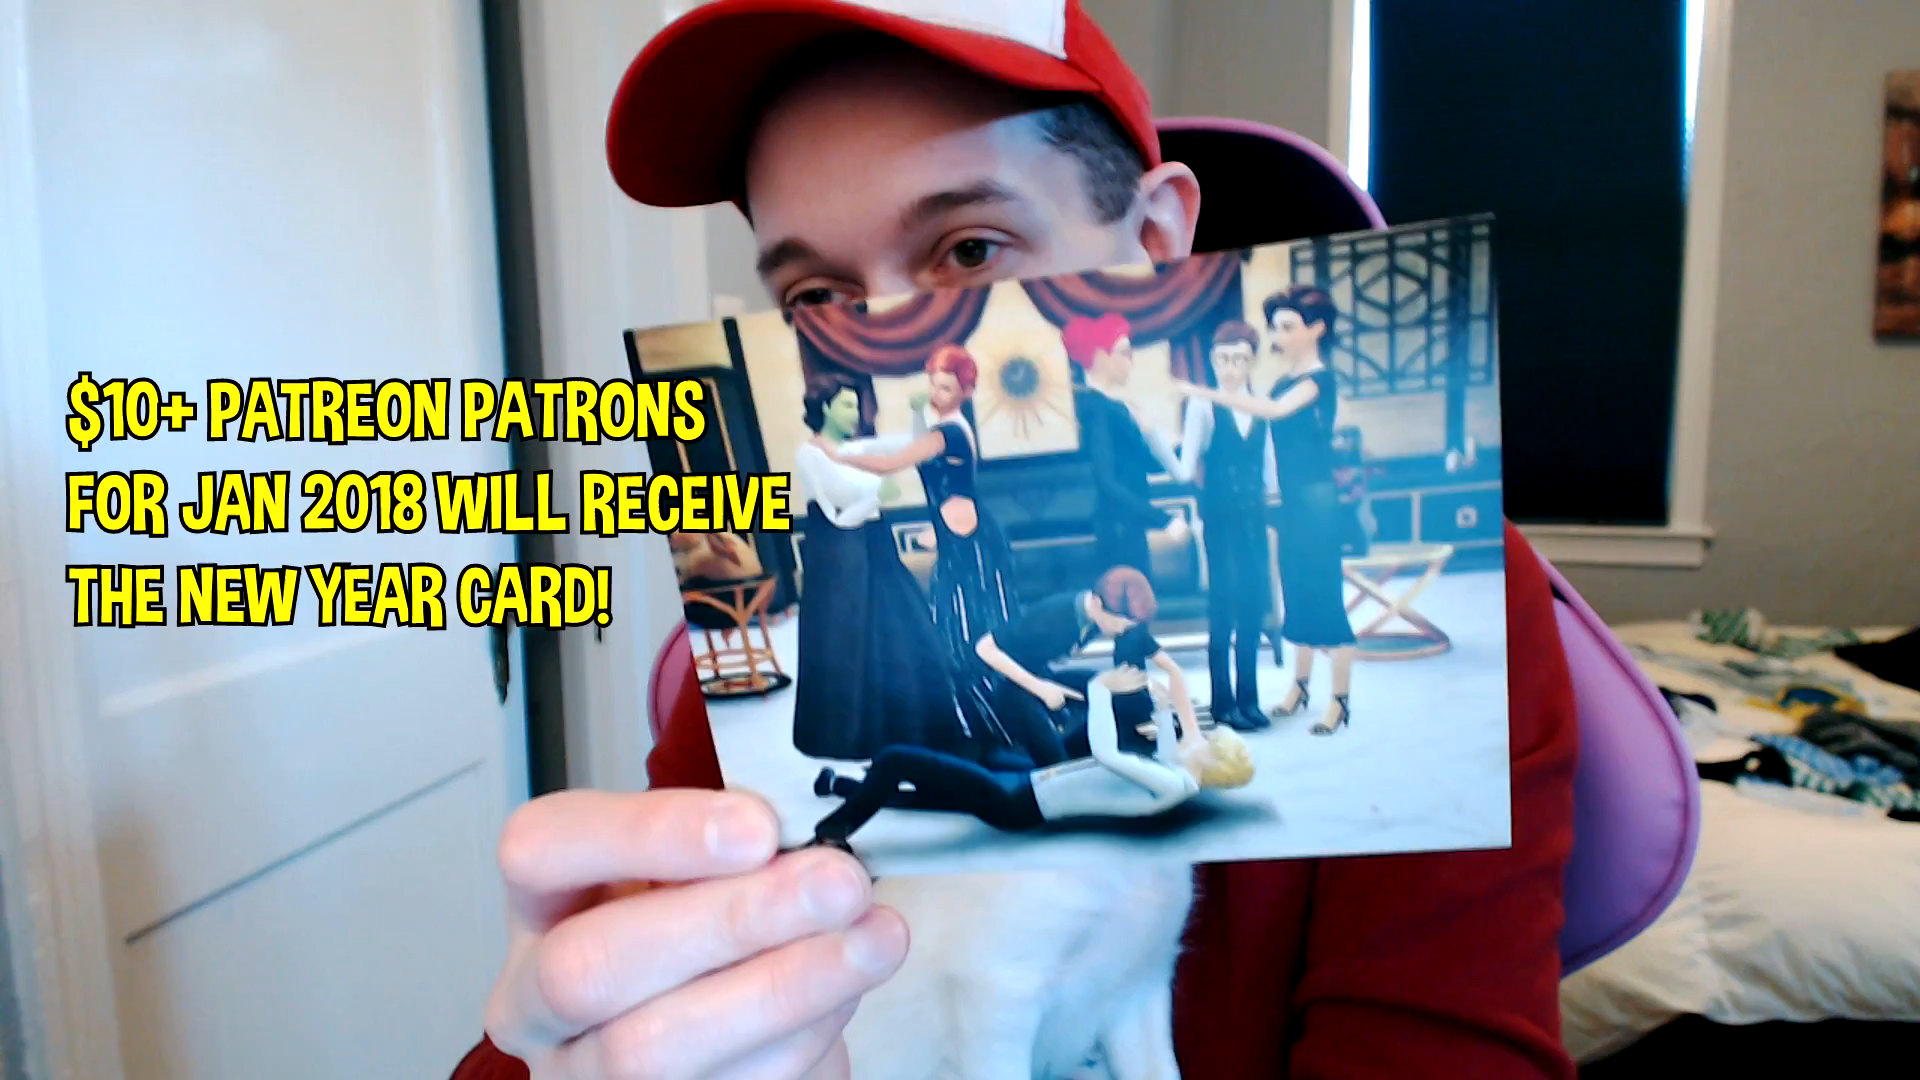 $10+ PATREON PATRONS
FOR JAN 2018 WILL RECEIVE
THE NEW YEAR CARD!